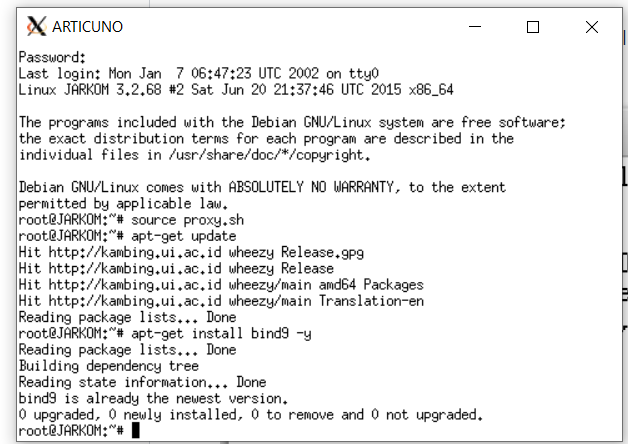 ARTICUNO
Password:
Last login: Mon Jan  7 06:47:23 UTC 2002 on tty0
Linux JARKOM 3.2.68 #2 Sat Jun 20 21:37:46 UTC 2015 x86_64
The programs included with the Debian GNU/Linux system are free software;
the exact distribution terms for each program are described in the
individual files in /usr/share/doc/*/copyright.
Debian GNU/Linux comes with ABSOLUTELY NO WARRANTY, to the extent
permitted by applicable law.
root@JARKOM:~# source proxy.sh
root@JARKOM:~# apt-get update
Hit http://kambing.ui.ac.id wheezy Release.gpg
Hit http://kambing.ui.ac.id wheezy Release
Hit http://kambing.ui.ac.id wheezy/main amd64 Packages
Hit http://kambing.ui.ac.id wheezy/main Translation-en
Reading package lists... Done
root@JARKOM:~# apt-get install bind9 -y
Reading package lists... Done
Building dependency tree
Reading state information... Done
bind9 is already the newest version.
0 upgraded, 0 newly installed, 0 to remove and 0 not upgraded.
root@JARKOM:~#